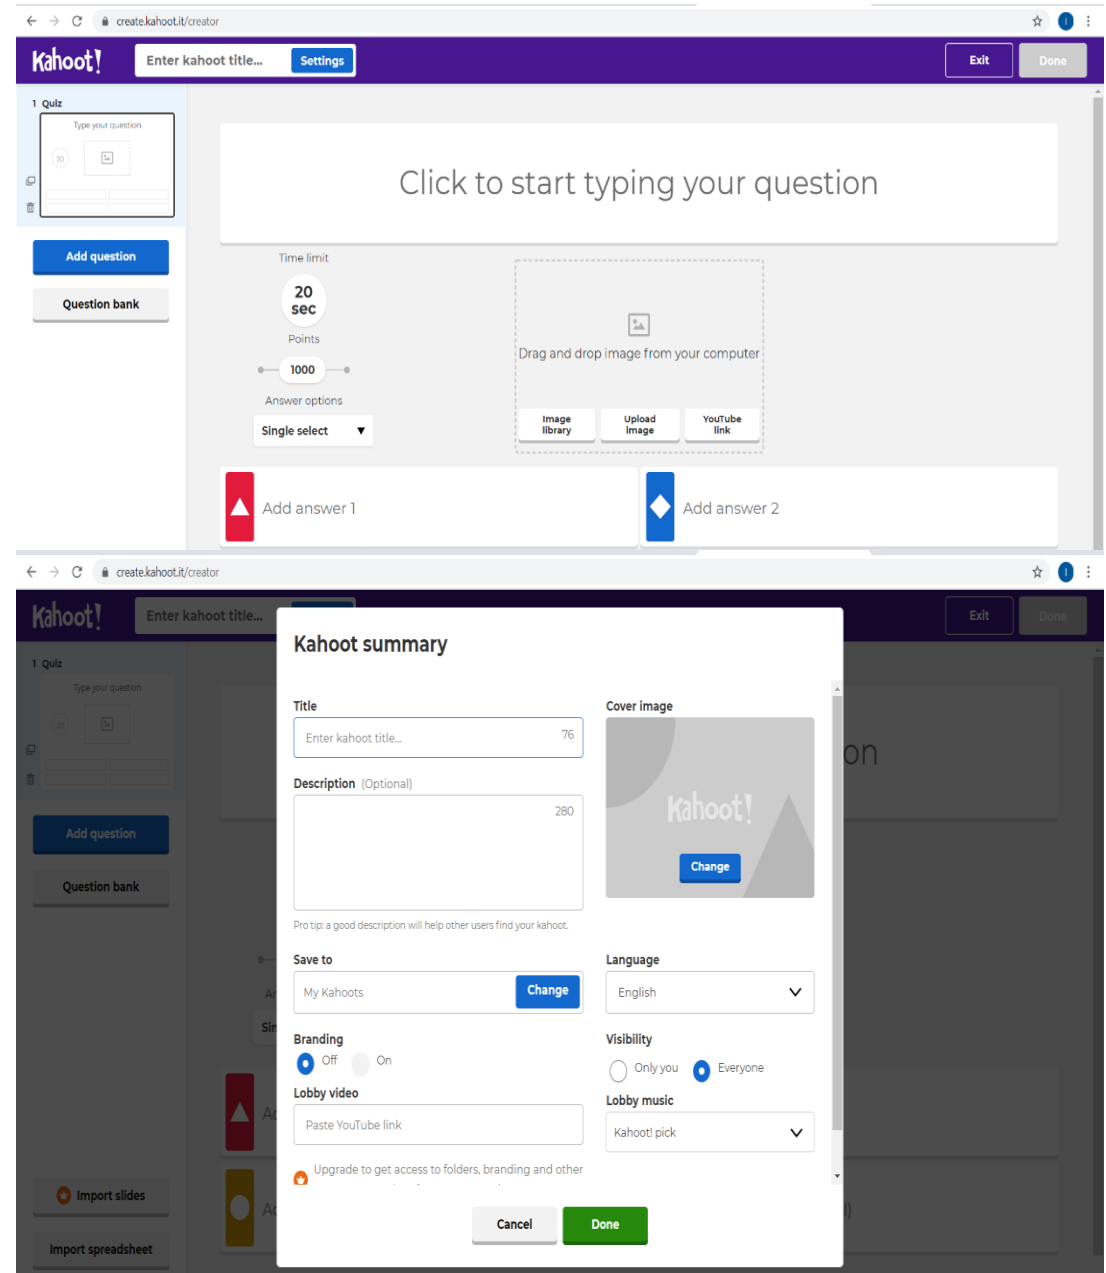 create.kahoot.it/creator
I
Kahoot!
Enter kahoot title...
Settings
Exit
Done
1 Quiz
Type your question
20
Add question
Question bank
Click to start typing your question
Time limit
20
sec
Points
1000
Answer options
Single select
Drag and drop image from your computer
Image
library
Upload
image
YouTube
link
Add answer 1
Add answer 2
create.kahoot.it/creator
I
Kahoot!
Enter kahoot title...
Exit
Done
1 Quiz
Type your question
20
Add question
Question bank
on
Import slides
Import spreadsheet
Kahoot summary
Title
Enter kahoot title...
76
Description (Optional)
280
Pro tip: a good description will help other users find your kahoot.
Cover image
Kahoot!
Change
Save to
My Kahoots
Change
Language
English
Branding
Off
On
Visibility
Only you
Everyone
Lobby video
Paste YouTube link
Lobby music
Kahoot! pick
Upgrade to get access to folders, branding and other
Cancel
Done